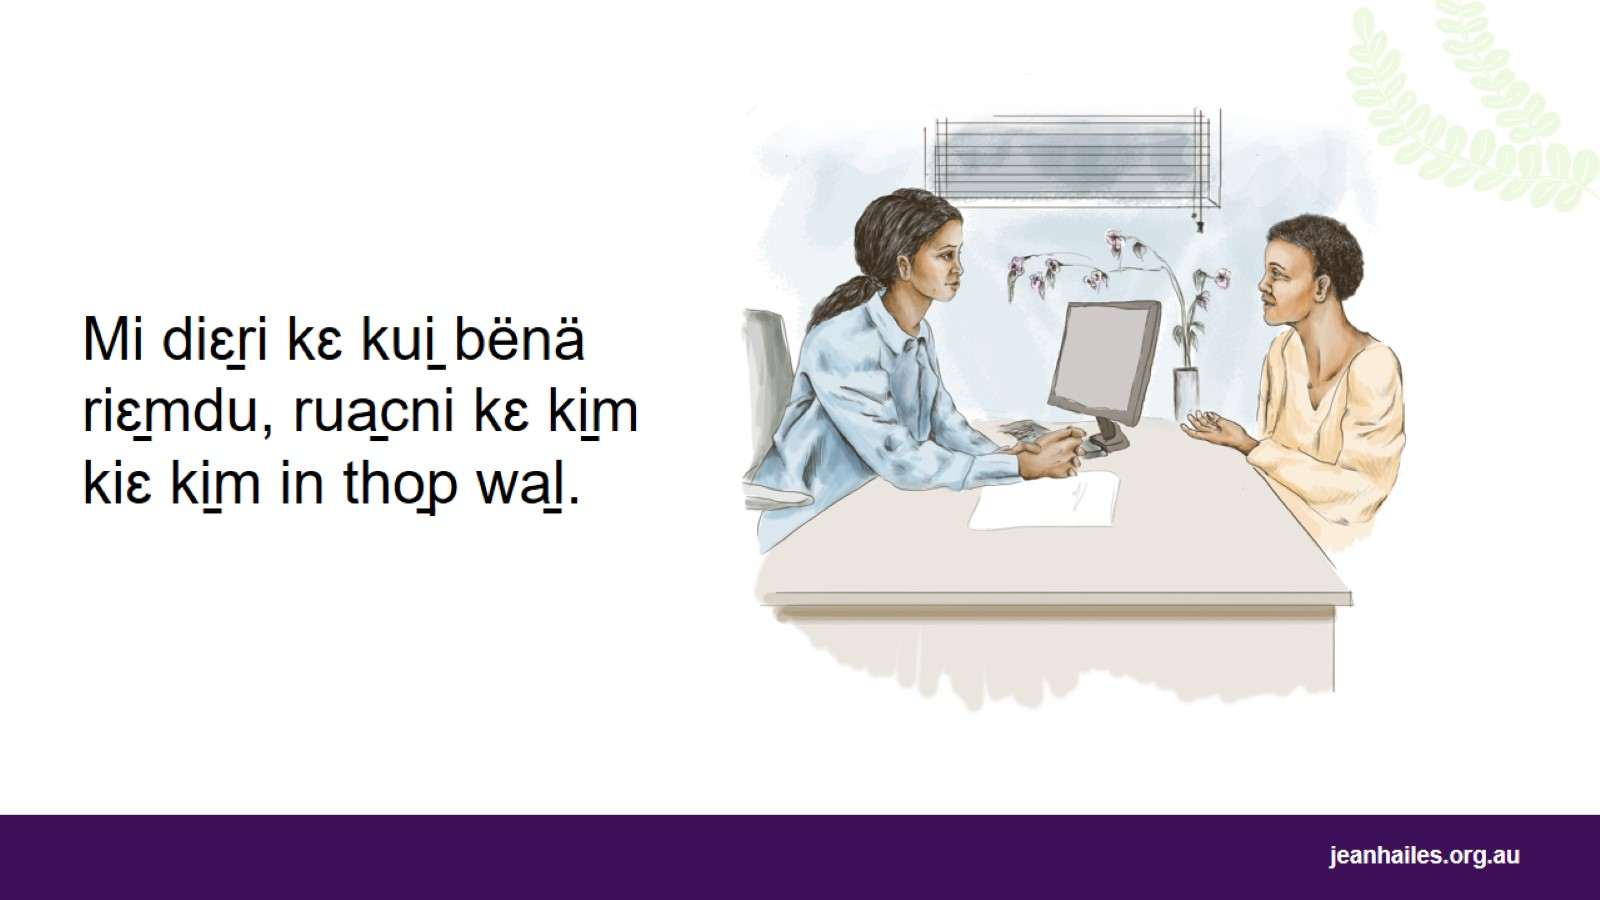 Mi diɛ̱ri kɛ kui̱ bënä
riɛ̱mdu, rua̱cni kɛ ki̱m
kiɛ ki̱m in tho̱p wa̱l.
jeanhailes.org.au